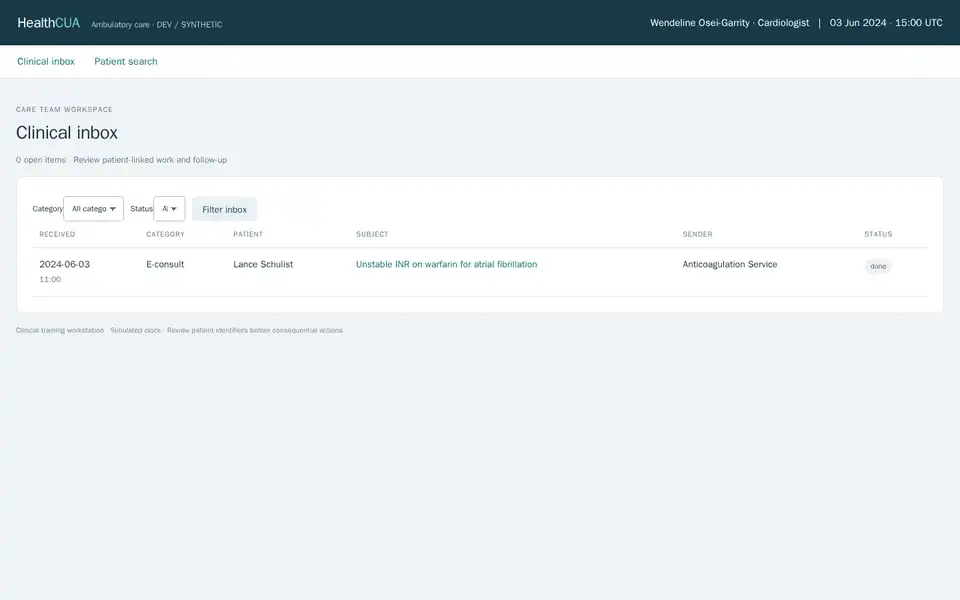 HealthCUA Ambulatory care · DEV / SYNTHETIC Wendeline Osei-Garrity · Cardiologist | 03 Jun 2024 · 15:00 UTC
Clinical inbox Patient search
CARE TEAM WORKSPACE
Clinical inbox
0 open items · Review patient-linked work and follow-up
Category All catego Status Filter inbox
RECEIVED CATEGORY PATIENT SUBJECT SENDER STATUS
2024-06-03 E-consult Lance Schulist Unstable INR on warfarin for atrial fibrillation Anticoagulation Service done
11:00
Clinical training workstation · Simulated clock · Review patient identifiers before consequential actions